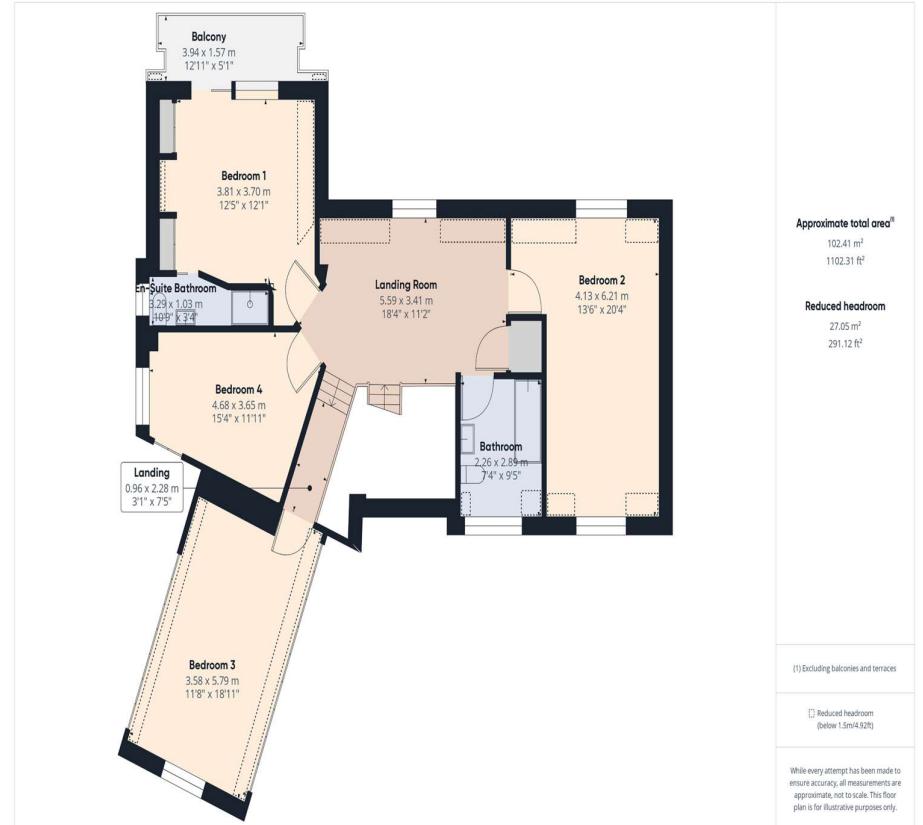 Balcony
3.94 x 1.57 m
12'11" x 5'1"
Bedroom 1
3.81 x 3.70 m
12'5" x 12'1"
En-Suite Bathroom
3.29 x 1.03 m
10'9" x 3'4"
Landing Room
5.59 x 3.41 m
18'4" x 11'2"
Bedroom 2
4.13 x 6.21 m
13'6" x 20'4"
Bedroom 4
4.68 x 3.65 m
15'4" x 11'11"
Bathroom
2.26 x 2.89 m
7'4" x 9'5"
Landing
0.96 x 2.28 m
3'1" x 7'5"
Bedroom 3
3.58 x 5.79 m
11'8" x 18'11"
Approximate total area⁽¹⁾
102.41 m²
1102.31 ft²
Reduced headroom
27.05 m²
291.12 ft²
(1) Excluding balconies and terraces
Reduced headroom
(below 1.5m/4.92ft)
While every attempt has been made to
ensure accuracy, all measurements are
approximate, not to scale. This floor
plan is for illustrative purposes only.